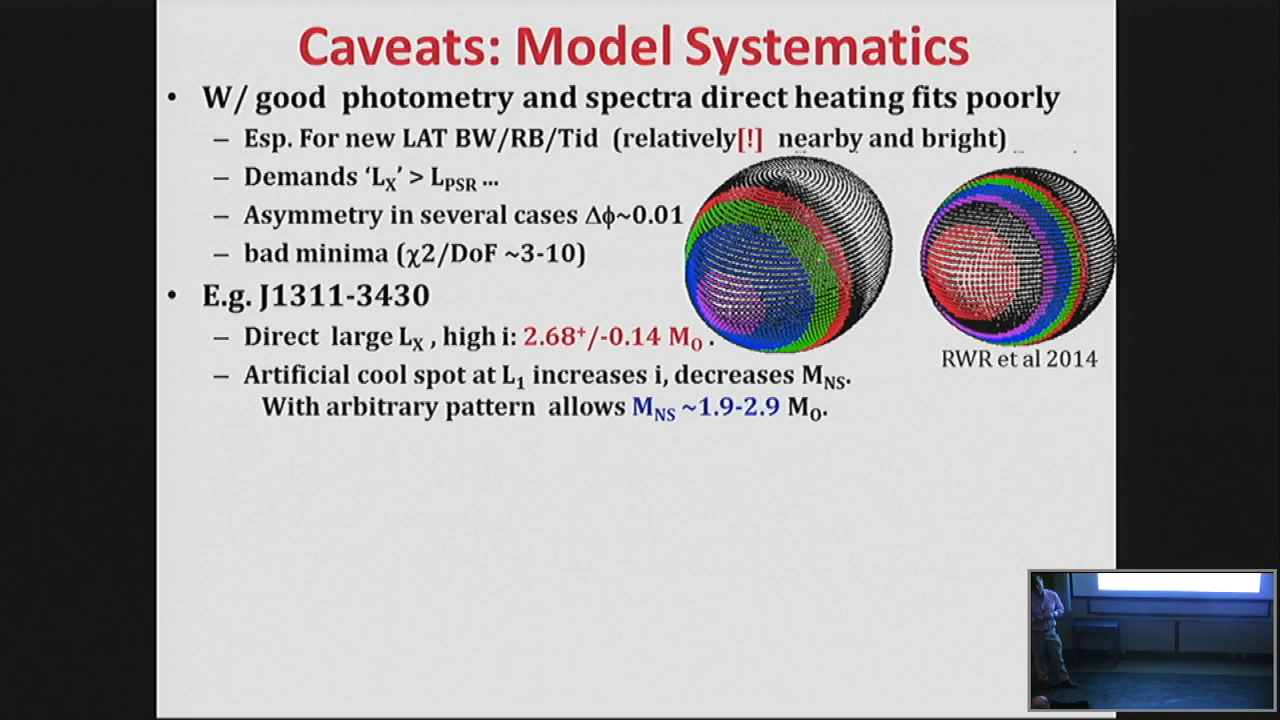 Caveats: Model Systematics
• W/ good photometry and spectra direct heating fits poorly
– Esp. For new LAT BW/RB/Tid (relatively[!] nearby and bright)
– Demands ‘LX’ > LPSR ...
– Asymmetry in several cases Δϕ~0.01
– bad minima (χ2/DoF ~3-10)
• E.g. J1311-3430
– Direct large LX , high i: 2.68+/-0.14 MO .
RWR et al 2014
– Artificial cool spot at L1 increases i, decreases MNS.
With arbitrary pattern allows MNS ~1.9-2.9 MO.